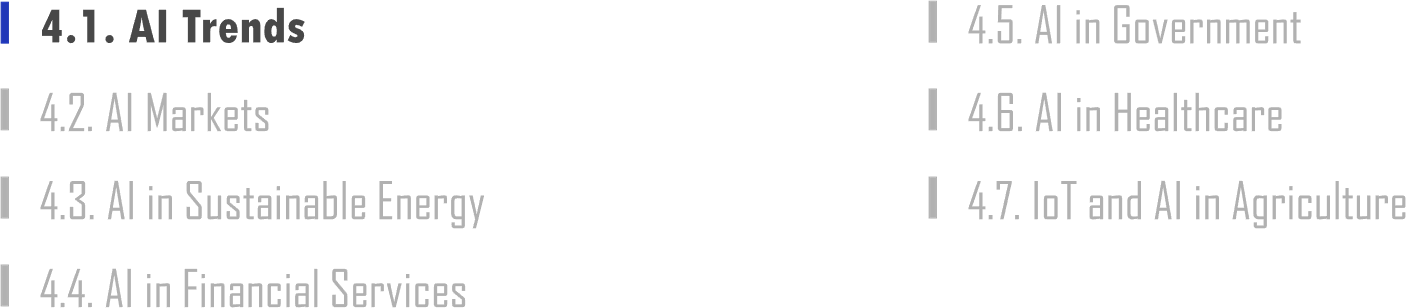 4.1. AI Trends
4.2. AI Markets
4.3. AI in Sustainable Energy
4.4. AI in Financial Services
4.5. AI in Government
4.6. AI in Healthcare
4.7. IoT and AI in Agriculture